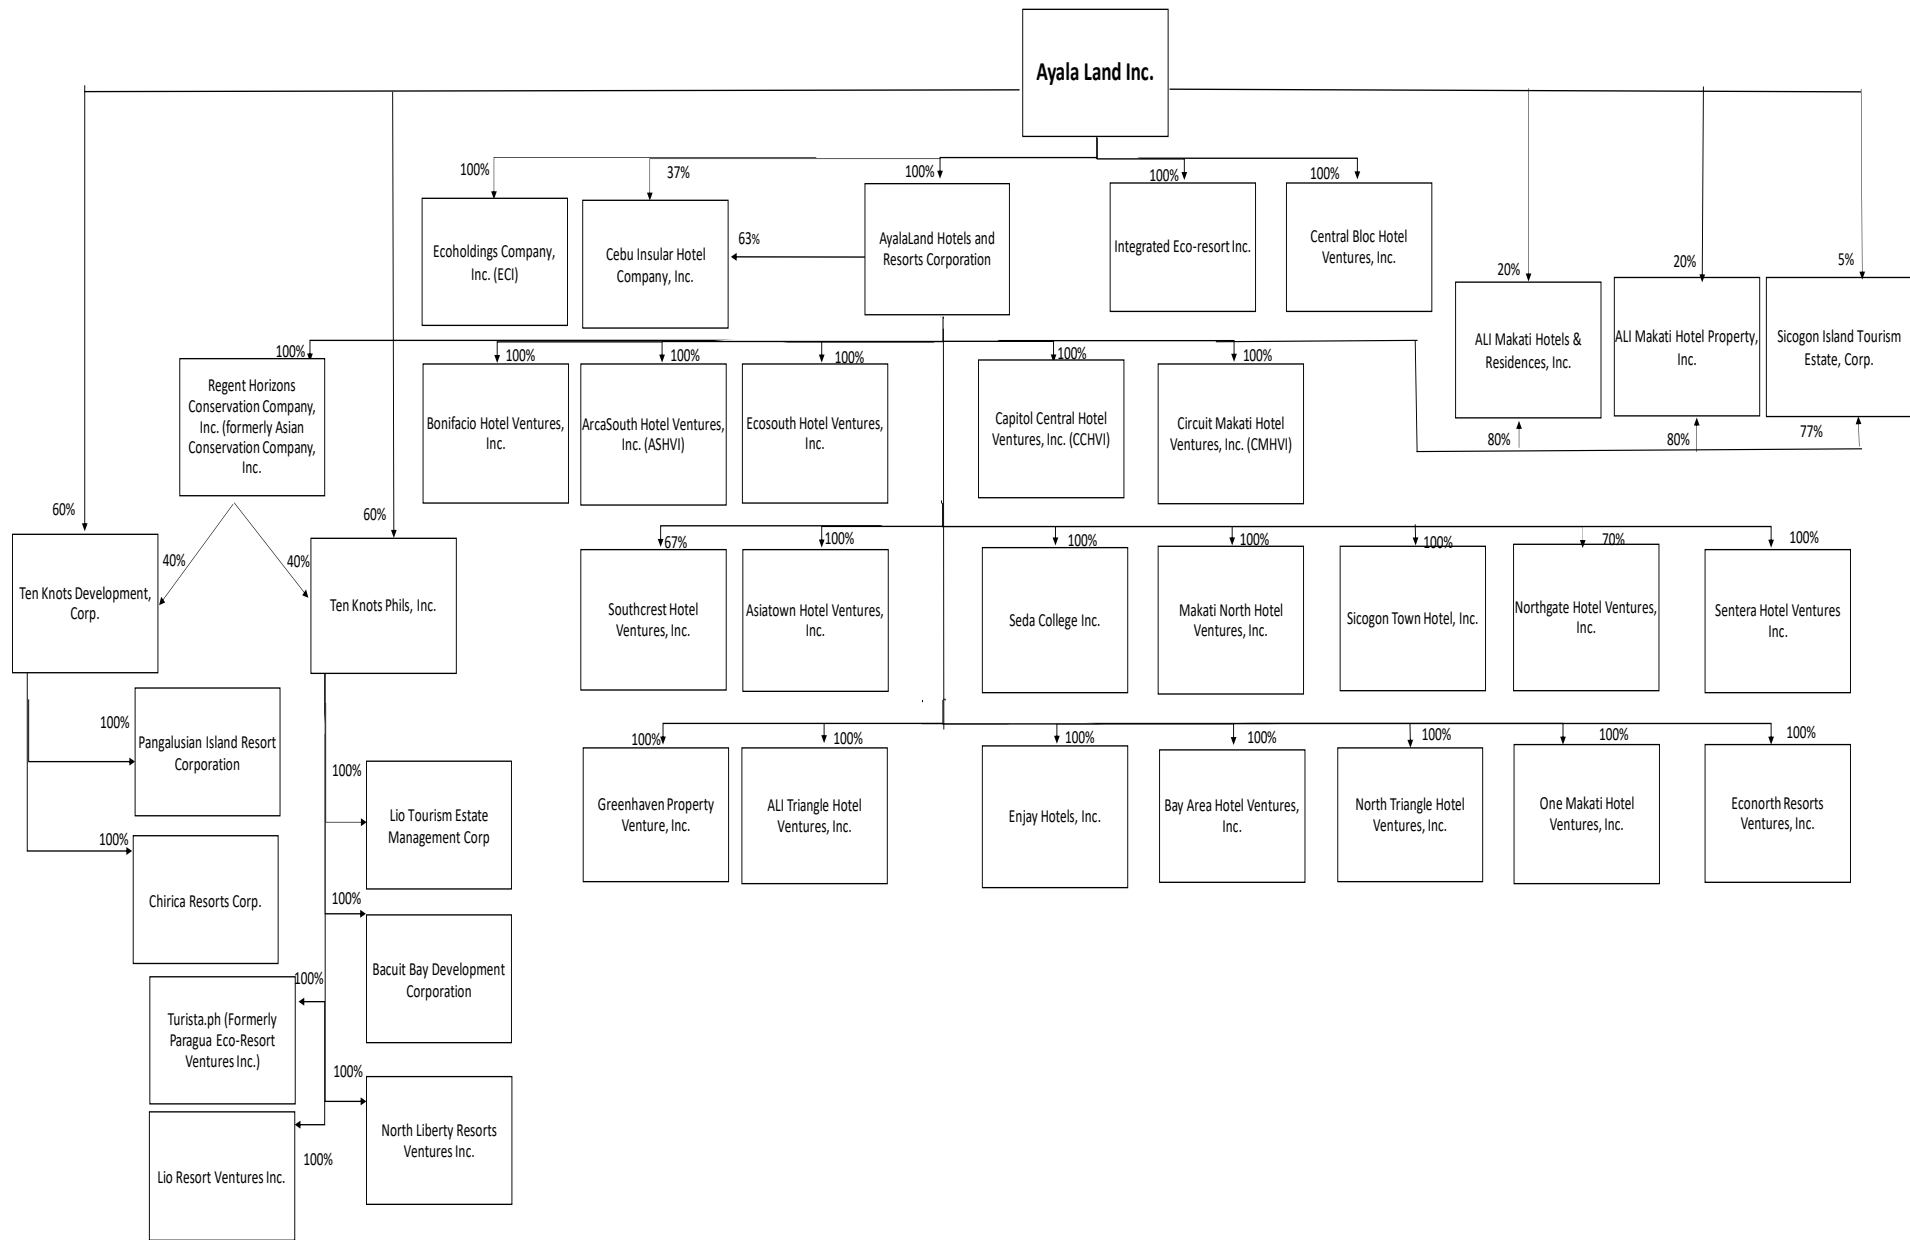 Ayala Land Inc.
100%
37%
100%
100%
100%
Ecoholdings Company,
Inc. (ECI)
Cebu Insular Hotel
Company, Inc.
63%
AyalaLand Hotels and
Resorts Corporation
Integrated Eco-resort Inc.
Central Bloc Hotel
Ventures, Inc.
20%
20%
5%
ALI Makati Hotels &
Residences, Inc.
ALI Makati Hotel Property,
Inc.
Sicogon Island Tourism
Estate, Corp.
80%
80%
77%
100%
100%
100%
100%
100%
100%
Regent Horizons
Conservation Company,
Inc. (formerly Asian
Conservation Company,
Inc.
Bonifacio Hotel Ventures,
Inc.
ArcaSouth Hotel Ventures,
Inc. (ASHVI)
Ecosouth Hotel Ventures,
Inc.
Capitol Central Hotel
Ventures, Inc. (CCHVI)
Circuit Makati Hotel
Ventures, Inc. (CMHVI)
60%
60%
40%
40%
Ten Knots Development,
Corp.
Ten Knots Phils, Inc.
67%
100%
100%
100%
100%
70%
100%
Southcrest Hotel
Ventures, Inc.
Asiatown Hotel Ventures,
Inc.
Seda College Inc.
Makati North Hotel
Ventures, Inc.
Sicogon Town Hotel, Inc.
Northgate Hotel Ventures,
Inc.
Sentera Hotel Ventures
Inc.
100%
Pangalusian Island Resort
Corporation
100%
Chirica Resorts Corp.
100%
Lio Tourism Estate
Management Corp
100%
Bacuit Bay Development
Corporation
100%
Turista.ph (Formerly
Paragua Eco-Resort
Ventures Inc.)
100%
North Liberty Resorts
Ventures Inc.
100%
Lio Resort Ventures Inc.
100%
100%
100%
100%
100%
100%
100%
Greenhaven Property
Venture, Inc.
ALI Triangle Hotel
Ventures, Inc.
Enjay Hotels, Inc.
Bay Area Hotel Ventures,
Inc.
North Triangle Hotel
Ventures, Inc.
One Makati Hotel
Ventures, Inc.
Econorth Resorts
Ventures, Inc.